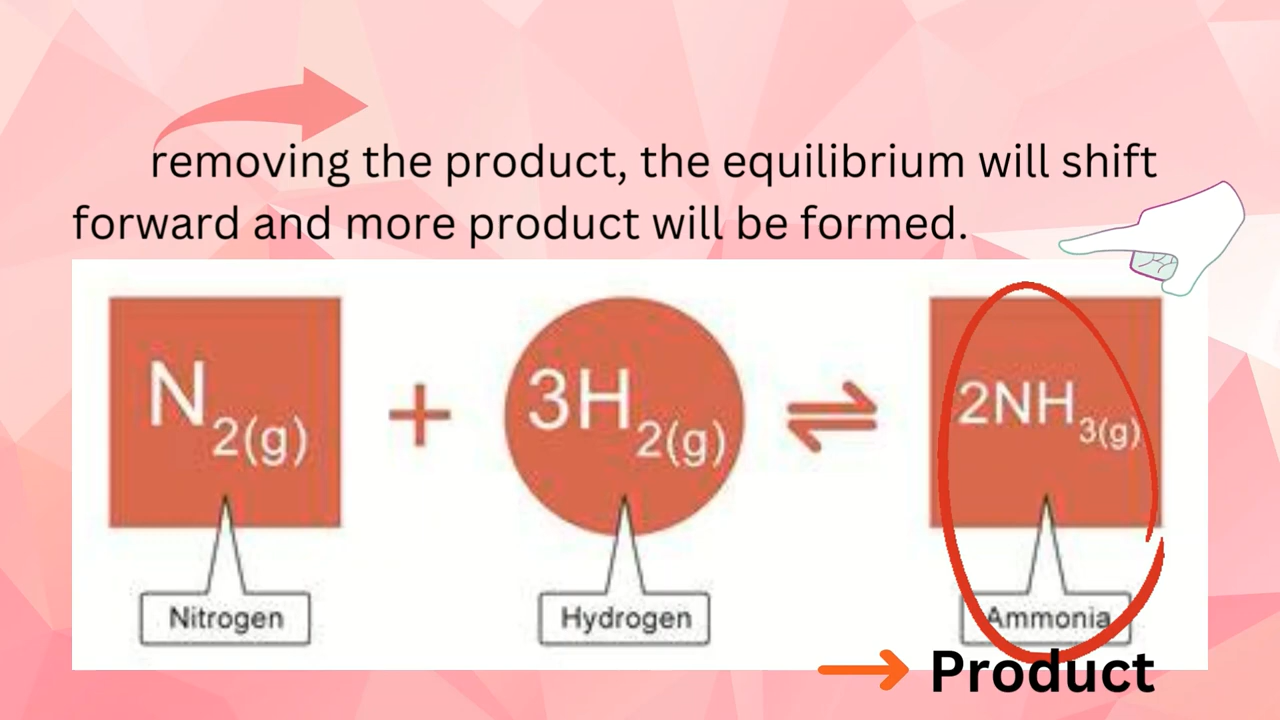 removing the product, the equilibrium will shift
forward and more product will be formed.
N2(g) + 3H2(g) ⇌ 2NH3(g)
Nitrogen
Hydrogen
Ammonia
Product